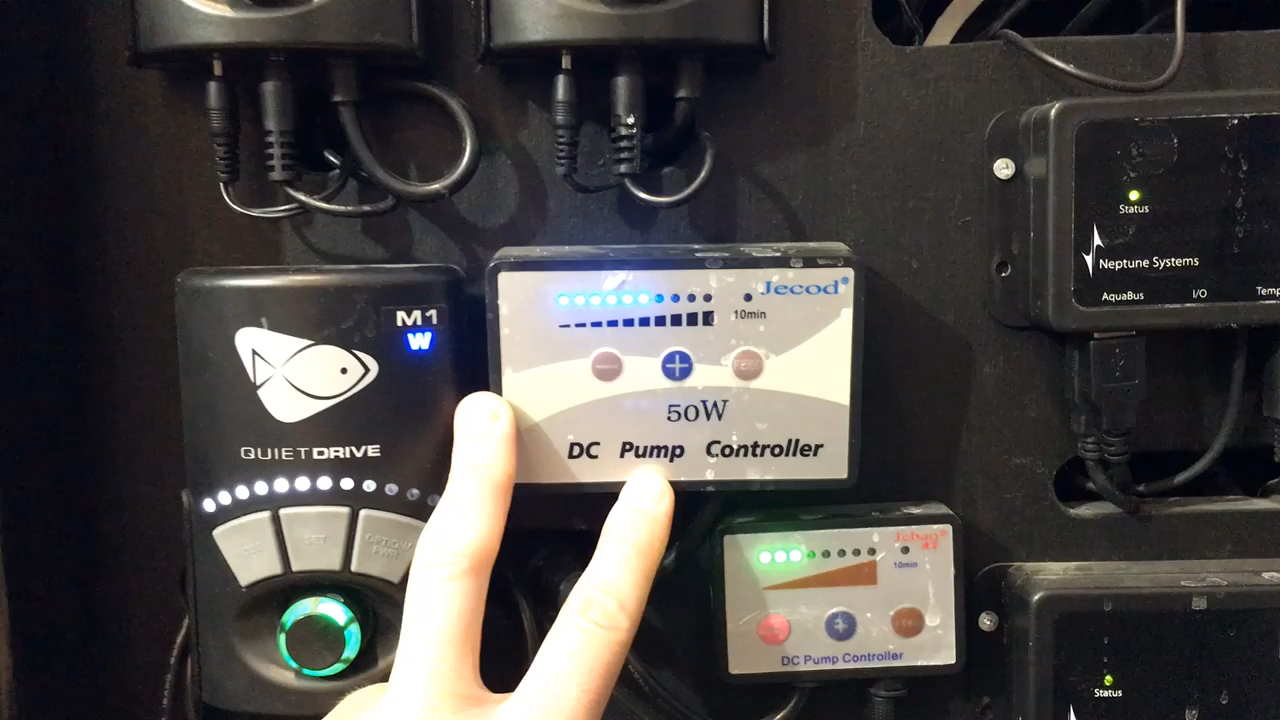 M1
W
QUIETDRIVE
SET
Jecod®
10min
FEED
50W
DC Pump Controller
Jebao®
10min
DC Pump Controller
Status
Neptune Systems
AquaBus I/O Temp
Status